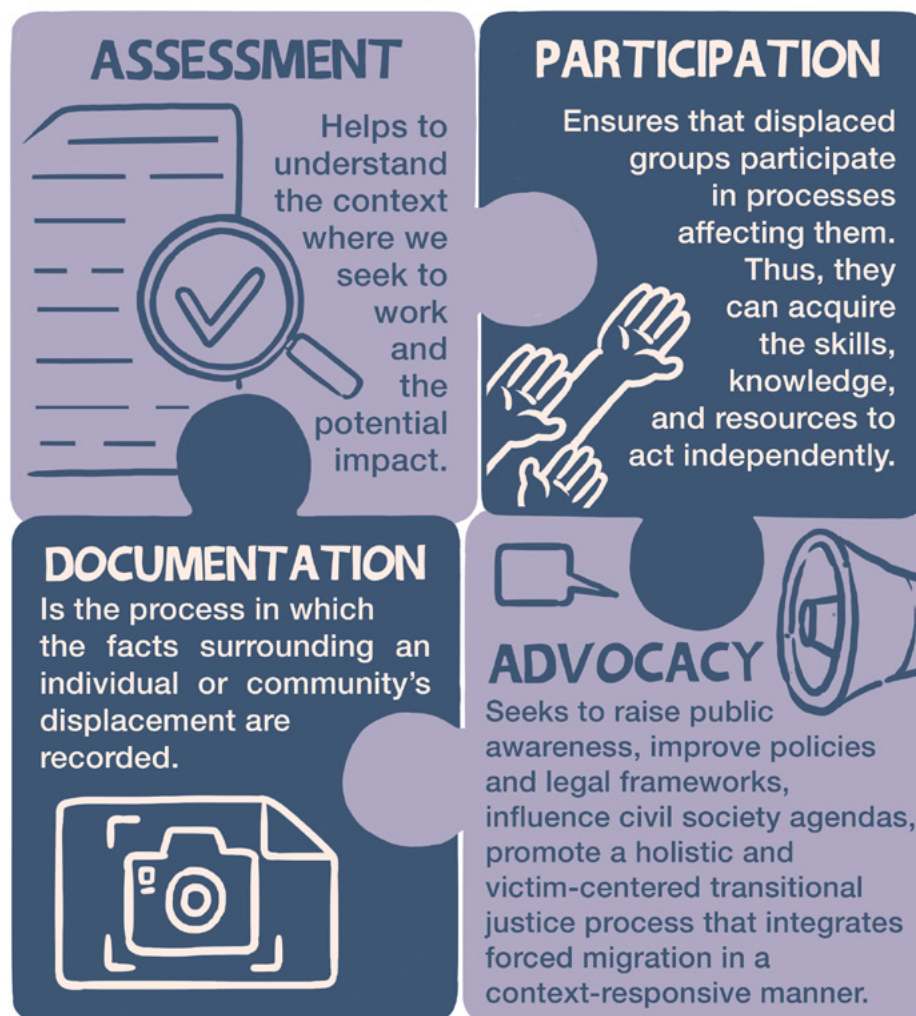 ASSESSMENT
Helps to
understand
the context
where we
seek to
work
and
the
potential
impact.
PARTICIPATION
Ensures that displaced
groups participate
in processes
affecting them.
Thus, they
can acquire
the skills,
knowledge,
and resources to
act independently.
DOCUMENTATION
Is the process in which
the facts surrounding an
individual or community's
displacement are
recorded.
ADVOCACY
Seeks to raise public
awareness, improve policies
and legal frameworks,
influence civil society agendas,
promote a holistic and
victim-centered transitional
justice process that integrates
forced migration in a
context-responsive manner.